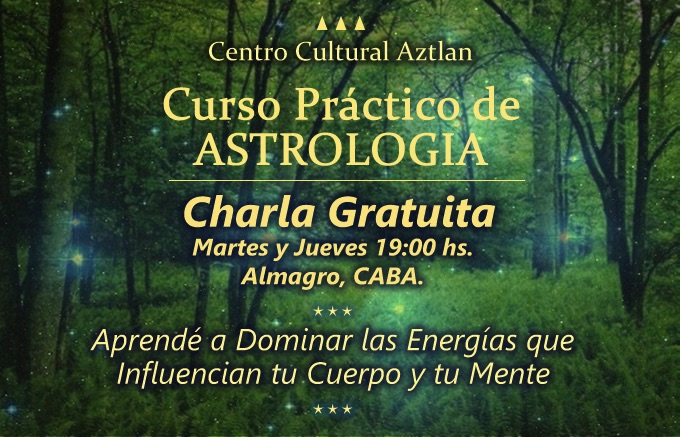 Centro Cultural Aztlan
Curso Práctico de
ASTROLOGIA
Charla Gratuita
Martes y Jueves 19:00 hs.
Almagro, CABA.
Aprendé a Dominar las Energías que
Influencian tu Cuerpo y tu Mente